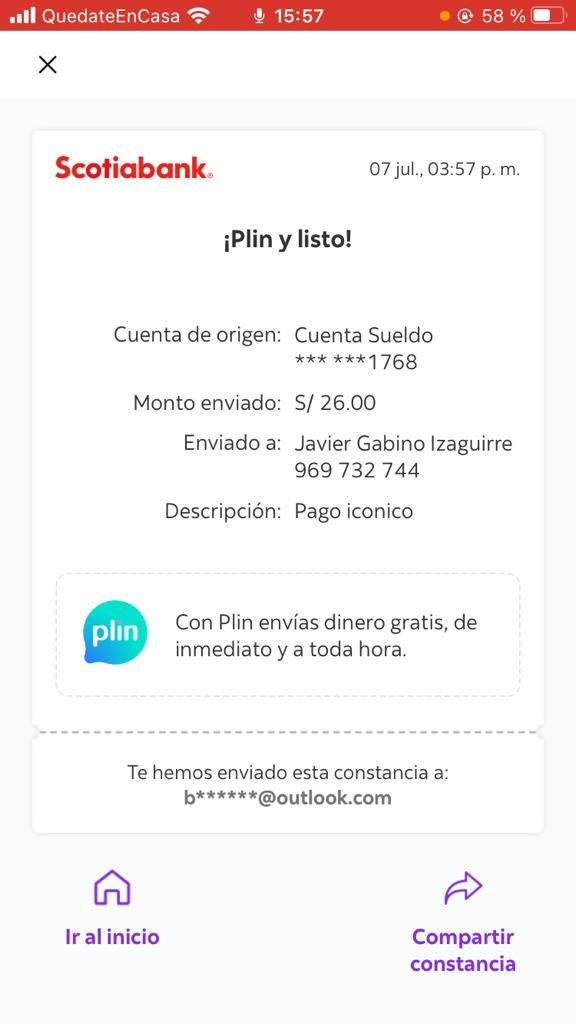 QuedateEnCasa 15:57 58 %
Scotiabank® 07 jul., 03:57 p. m.
¡Plin y listo!
Cuenta de origen: Cuenta Sueldo
*** ***1768
Monto enviado: S/ 26.00
Enviado a: Javier Gabino Izaguirre
969 732 744
Descripción: Pago iconico
plin
Con Plin envías dinero gratis, de
inmediato y a toda hora.
Te hemos enviado esta constancia a:
b******@outlook.com
Ir al inicio
Compartir
constancia